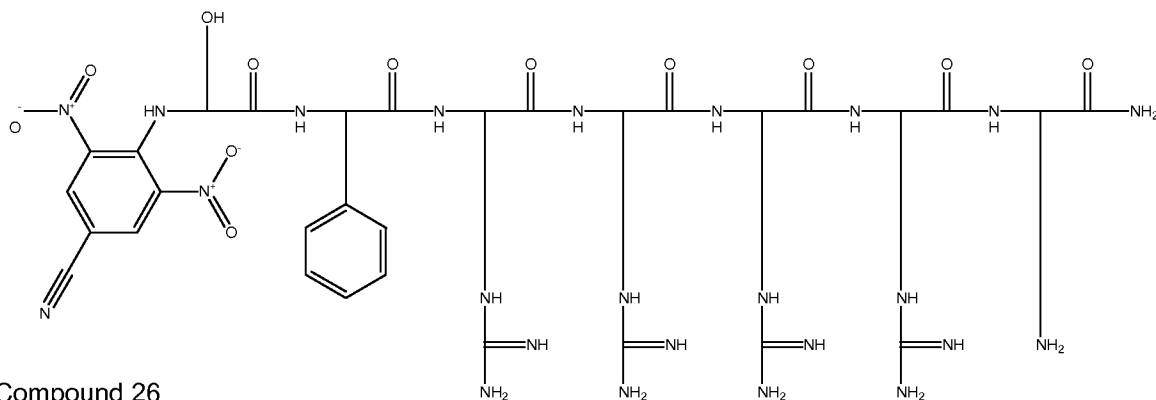 OH
O O O O O O O O
- N+ HN N H N H N H N H N H N H NH2
O
O-
N+
O
N
NH NH NH NH
NH NH NH NH NH2
NH2 NH2 NH2 NH2
Compound 26